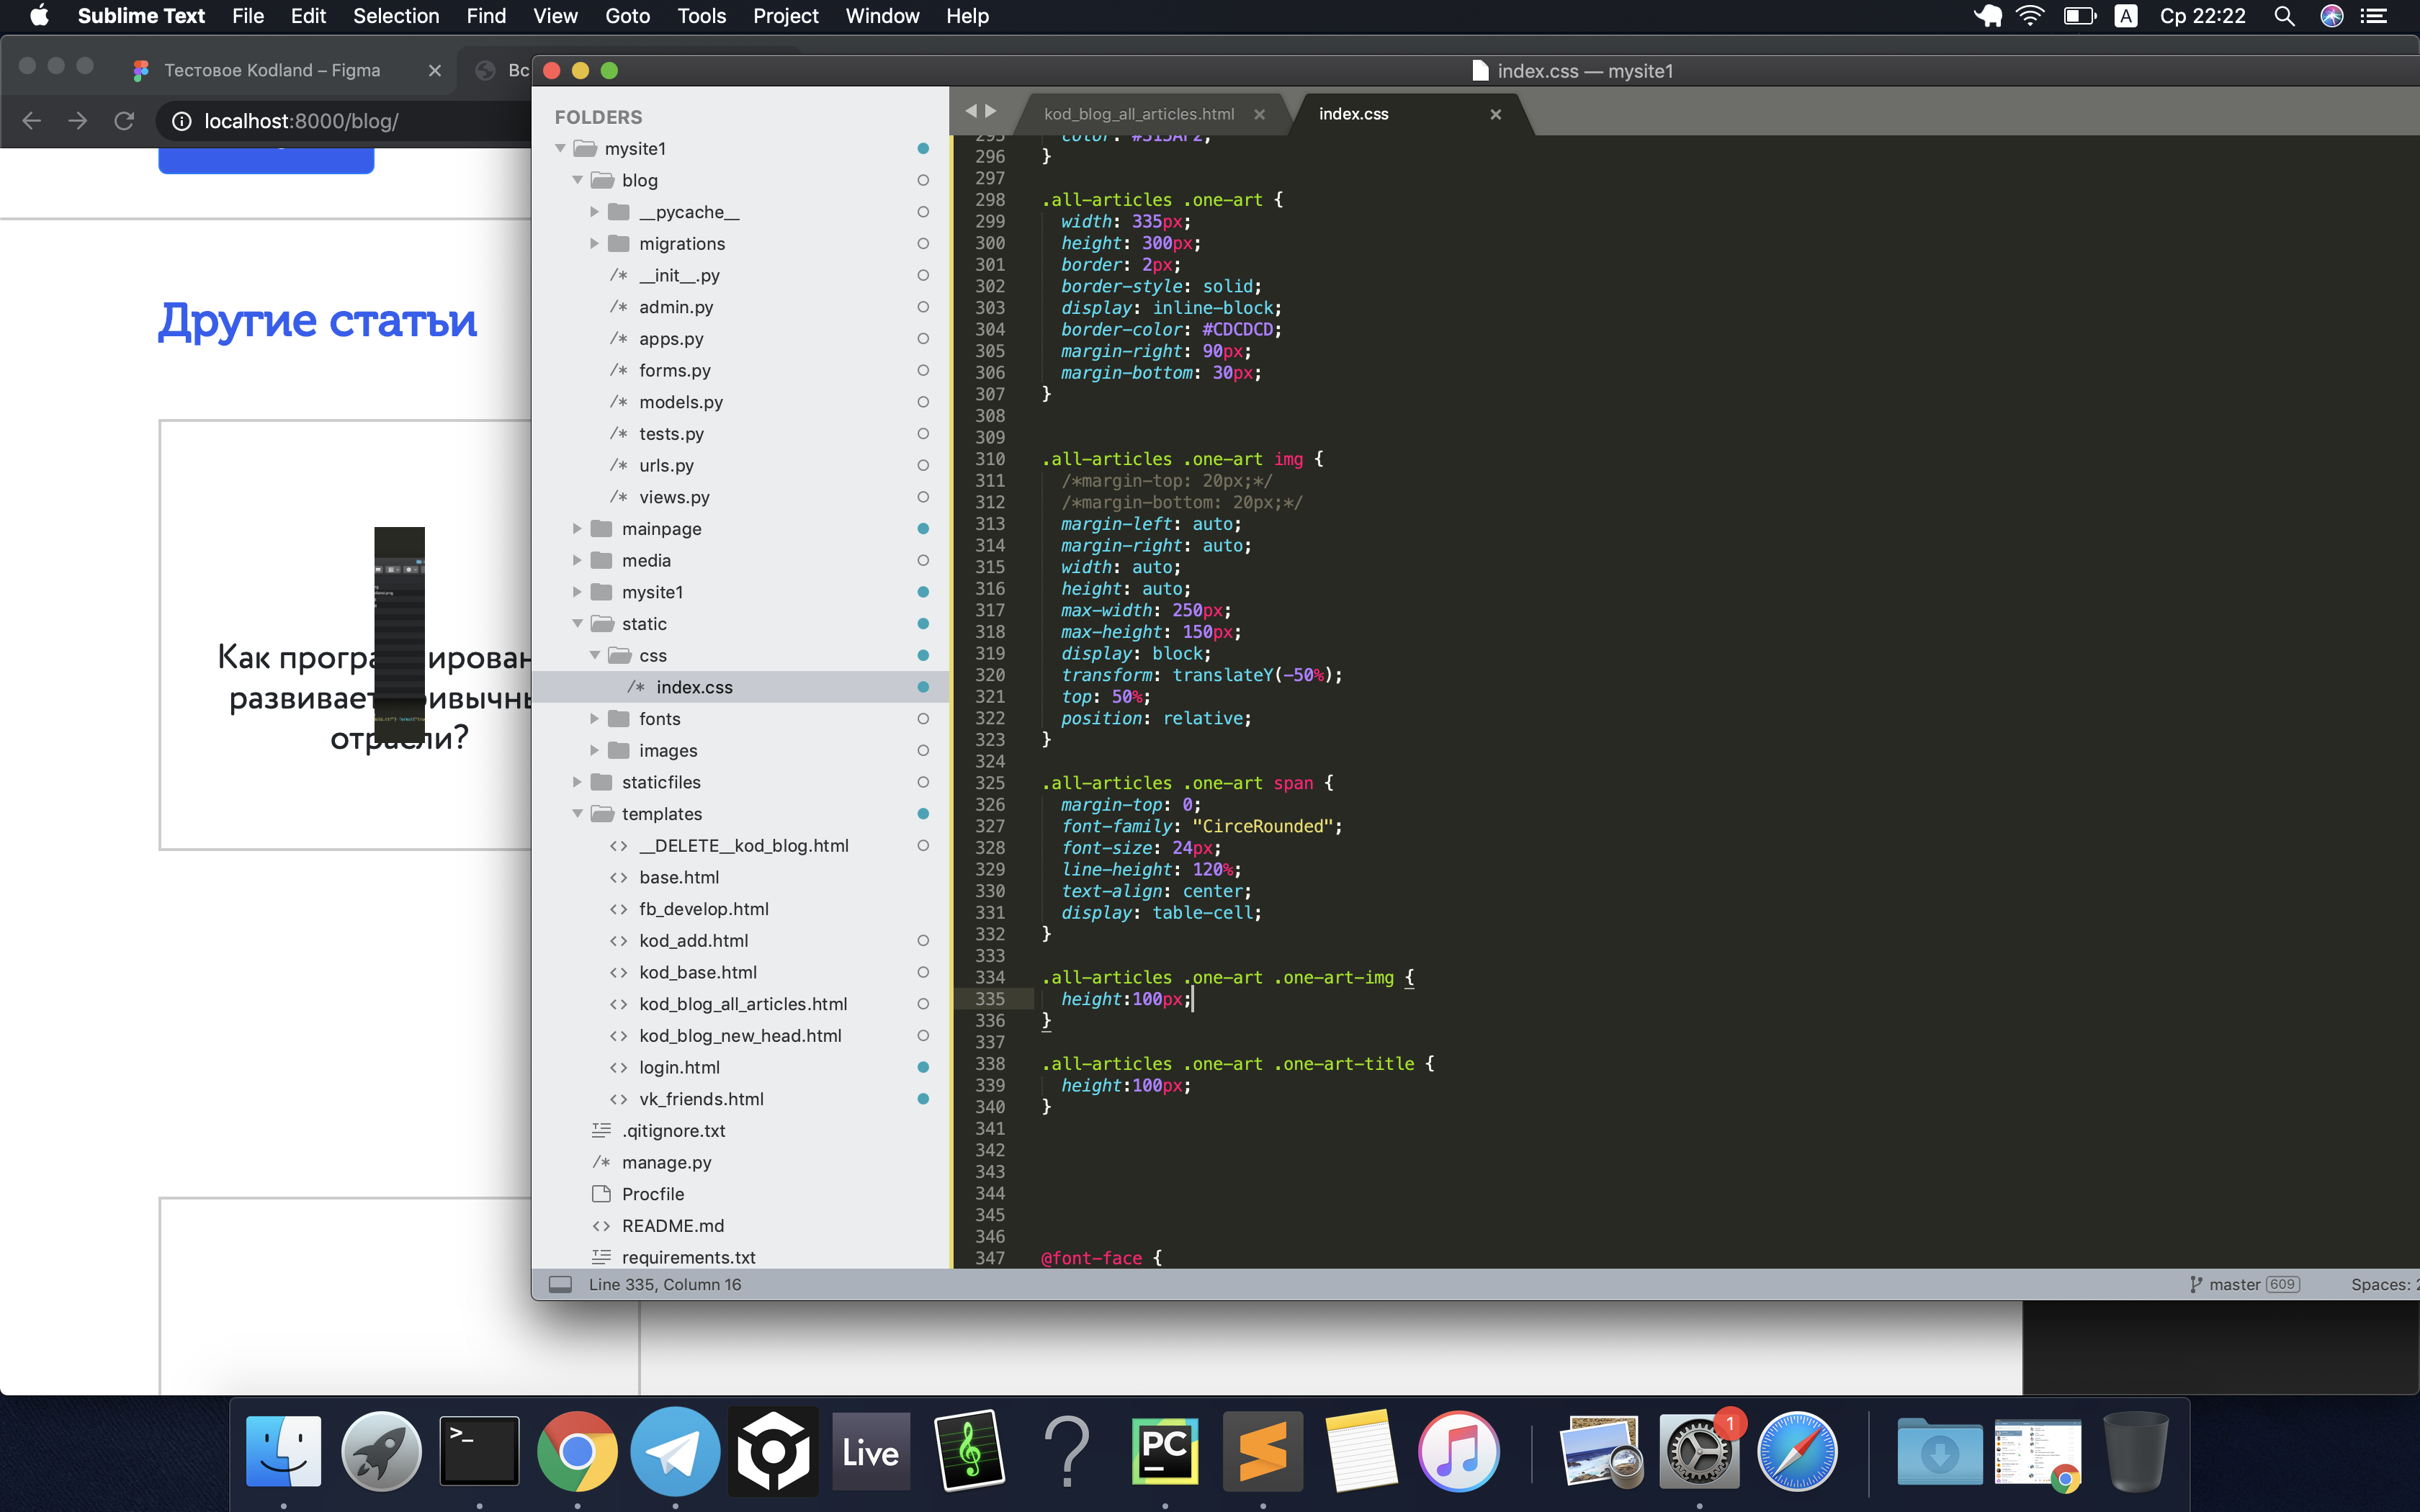 Sublime Text File Edit Selection Find View Goto Tools Project Window Help
A Ср 22:22
Тестовое Kodland – Figma
Вс
localhost:8000/blog/
Другие статьи
отрасли?
index.css — mysite1
FOLDERS
mysite1
blog
__pycache__
migrations
/* __init__.py
/* admin.py
/* apps.py
/* forms.py
/* models.py
/* tests.py
/* urls.py
/* views.py
mainpage
media
mysite1
static
css
/* index.css
fonts
images
staticfiles
templates
<> __DELETE__kod_blog.html
<> base.html
<> fb_develop.html
<> kod_add.html
<> kod_base.html
<> kod_blog_all_articles.html
<> kod_blog_new_head.html
<> login.html
<> vk_friends.html
.qitignore.txt
/* manage.py
Procfile
<> README.md
requirements.txt
kod_blog_all_articles.html
index.css
295 color: #315AF2;
296 }
297
298 .all-articles .one-art {
299 width: 335px;
300 height: 300px;
301 border: 2px;
302 border-style: solid;
303 display: inline-block;
304 border-color: #CDCDCD;
305 margin-right: 90px;
306 margin-bottom: 30px;
307 }
308
309
310 .all-articles .one-art img {
311 /*margin-top: 20px;*/
312 /*margin-bottom: 20px;*/
313 margin-left: auto;
314 margin-right: auto;
315 width: auto;
316 height: auto;
317 max-width: 250px;
318 max-height: 150px;
319 display: block;
320 transform: translateY(-50%);
321 top: 50%;
322 position: relative;
323 }
324
325 .all-articles .one-art span {
326 margin-top: 0;
327 font-family: "CirceRounded";
328 font-size: 24px;
329 line-height: 120%;
330 text-align: center;
331 display: table-cell;
332 }
333
334 .all-articles .one-art .one-art-img {
335 height:100px;
336 }
337
338 .all-articles .one-art .one-art-title {
339 height:100px;
340 }
341
342
343
344
345
346
347 @font-face {
Line 335, Column 16
master 609
Spaces: 2
>_
Live
?
PC
1